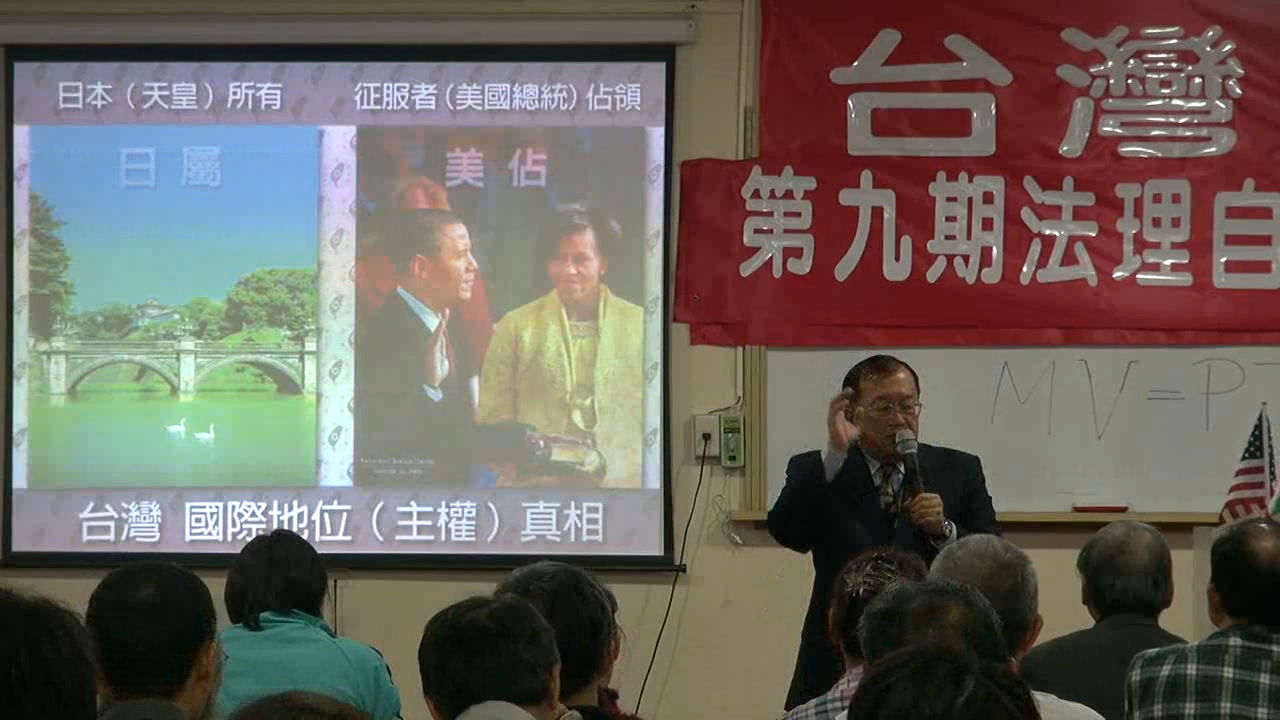 日本（天皇）所有
征服者（美國總統）佔領
日屬
美佔
台灣 國際地位（主權）真相
台灣
第九期法理自
MV=P